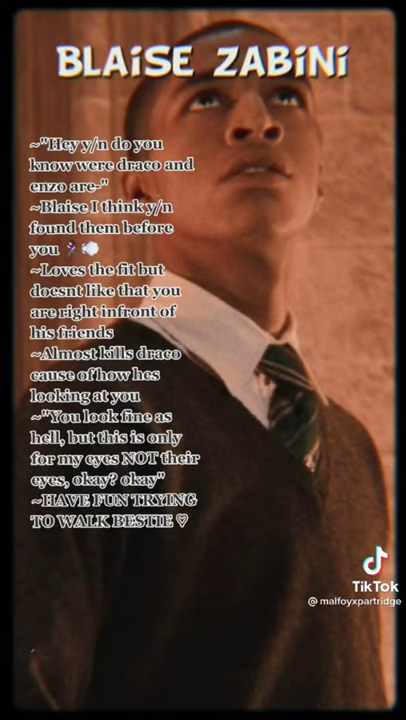 BLAiSE ZABiNi
~"Hey y/n do you
know were draco and
enzo are-"
~Blaise I think y/n
found them before
you
~Loves the fit but
doesnt like that you
are right infront of
his friends
~Almost kills draco
cause of how hes
looking at you
~"You look fine as
hell, but this is only
for my eyes NOT their
eyes, okay? okay"
~HAVE FUN TRYING
TO WALK BESTIE ♡
TikTok
@malfoyxpartridge